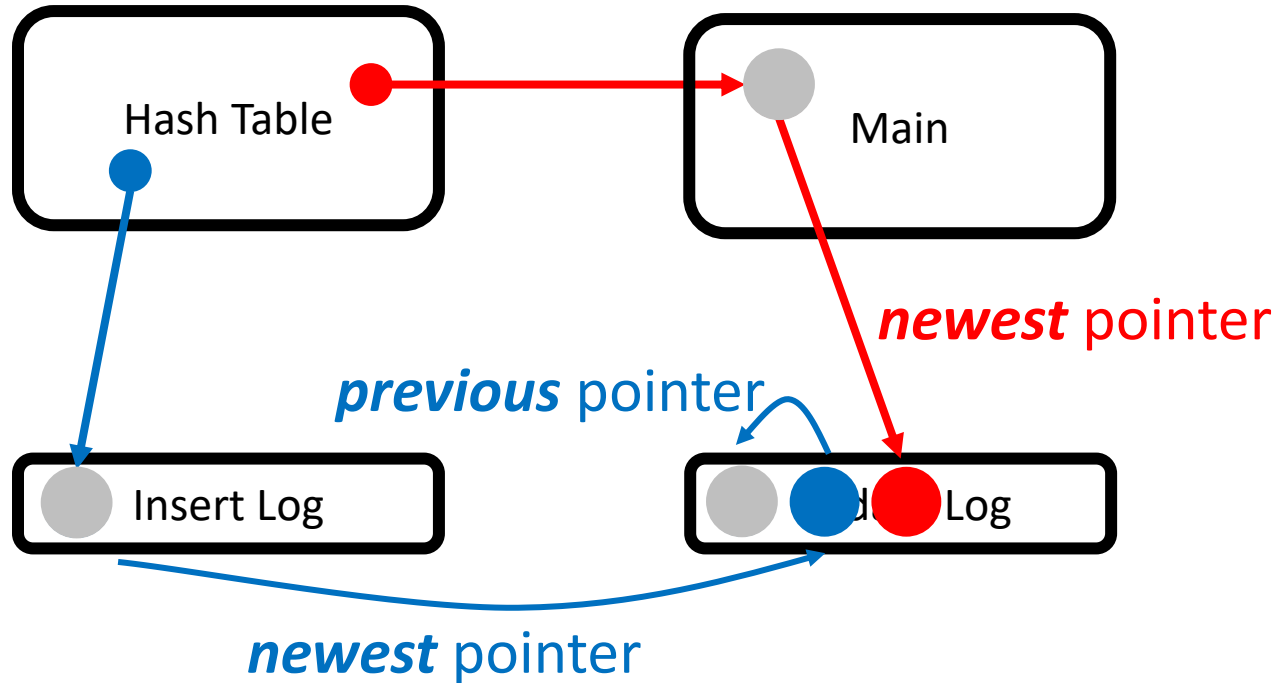 Hash Table
Main
newest pointer
previous pointer
Insert Log
Log
newest pointer